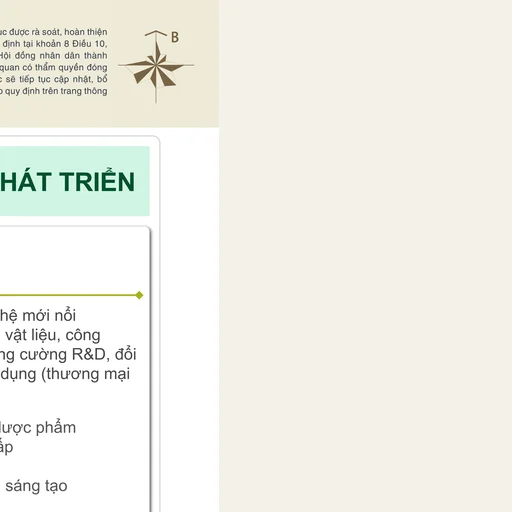 ục được rà soát, hoàn thiện
định tại khoản 8 Điều 10,
Hội đồng nhân dân thành
quan có thẩm quyền đóng
c sẽ tiếp tục cập nhật, bổ
o quy định trên trang thông
B
HÁT TRIỂN
hệ mới nổi
vật liệu, công
ng cường R&D, đổi
dụng (thương mại
dược phẩm
ấp
sáng tạo